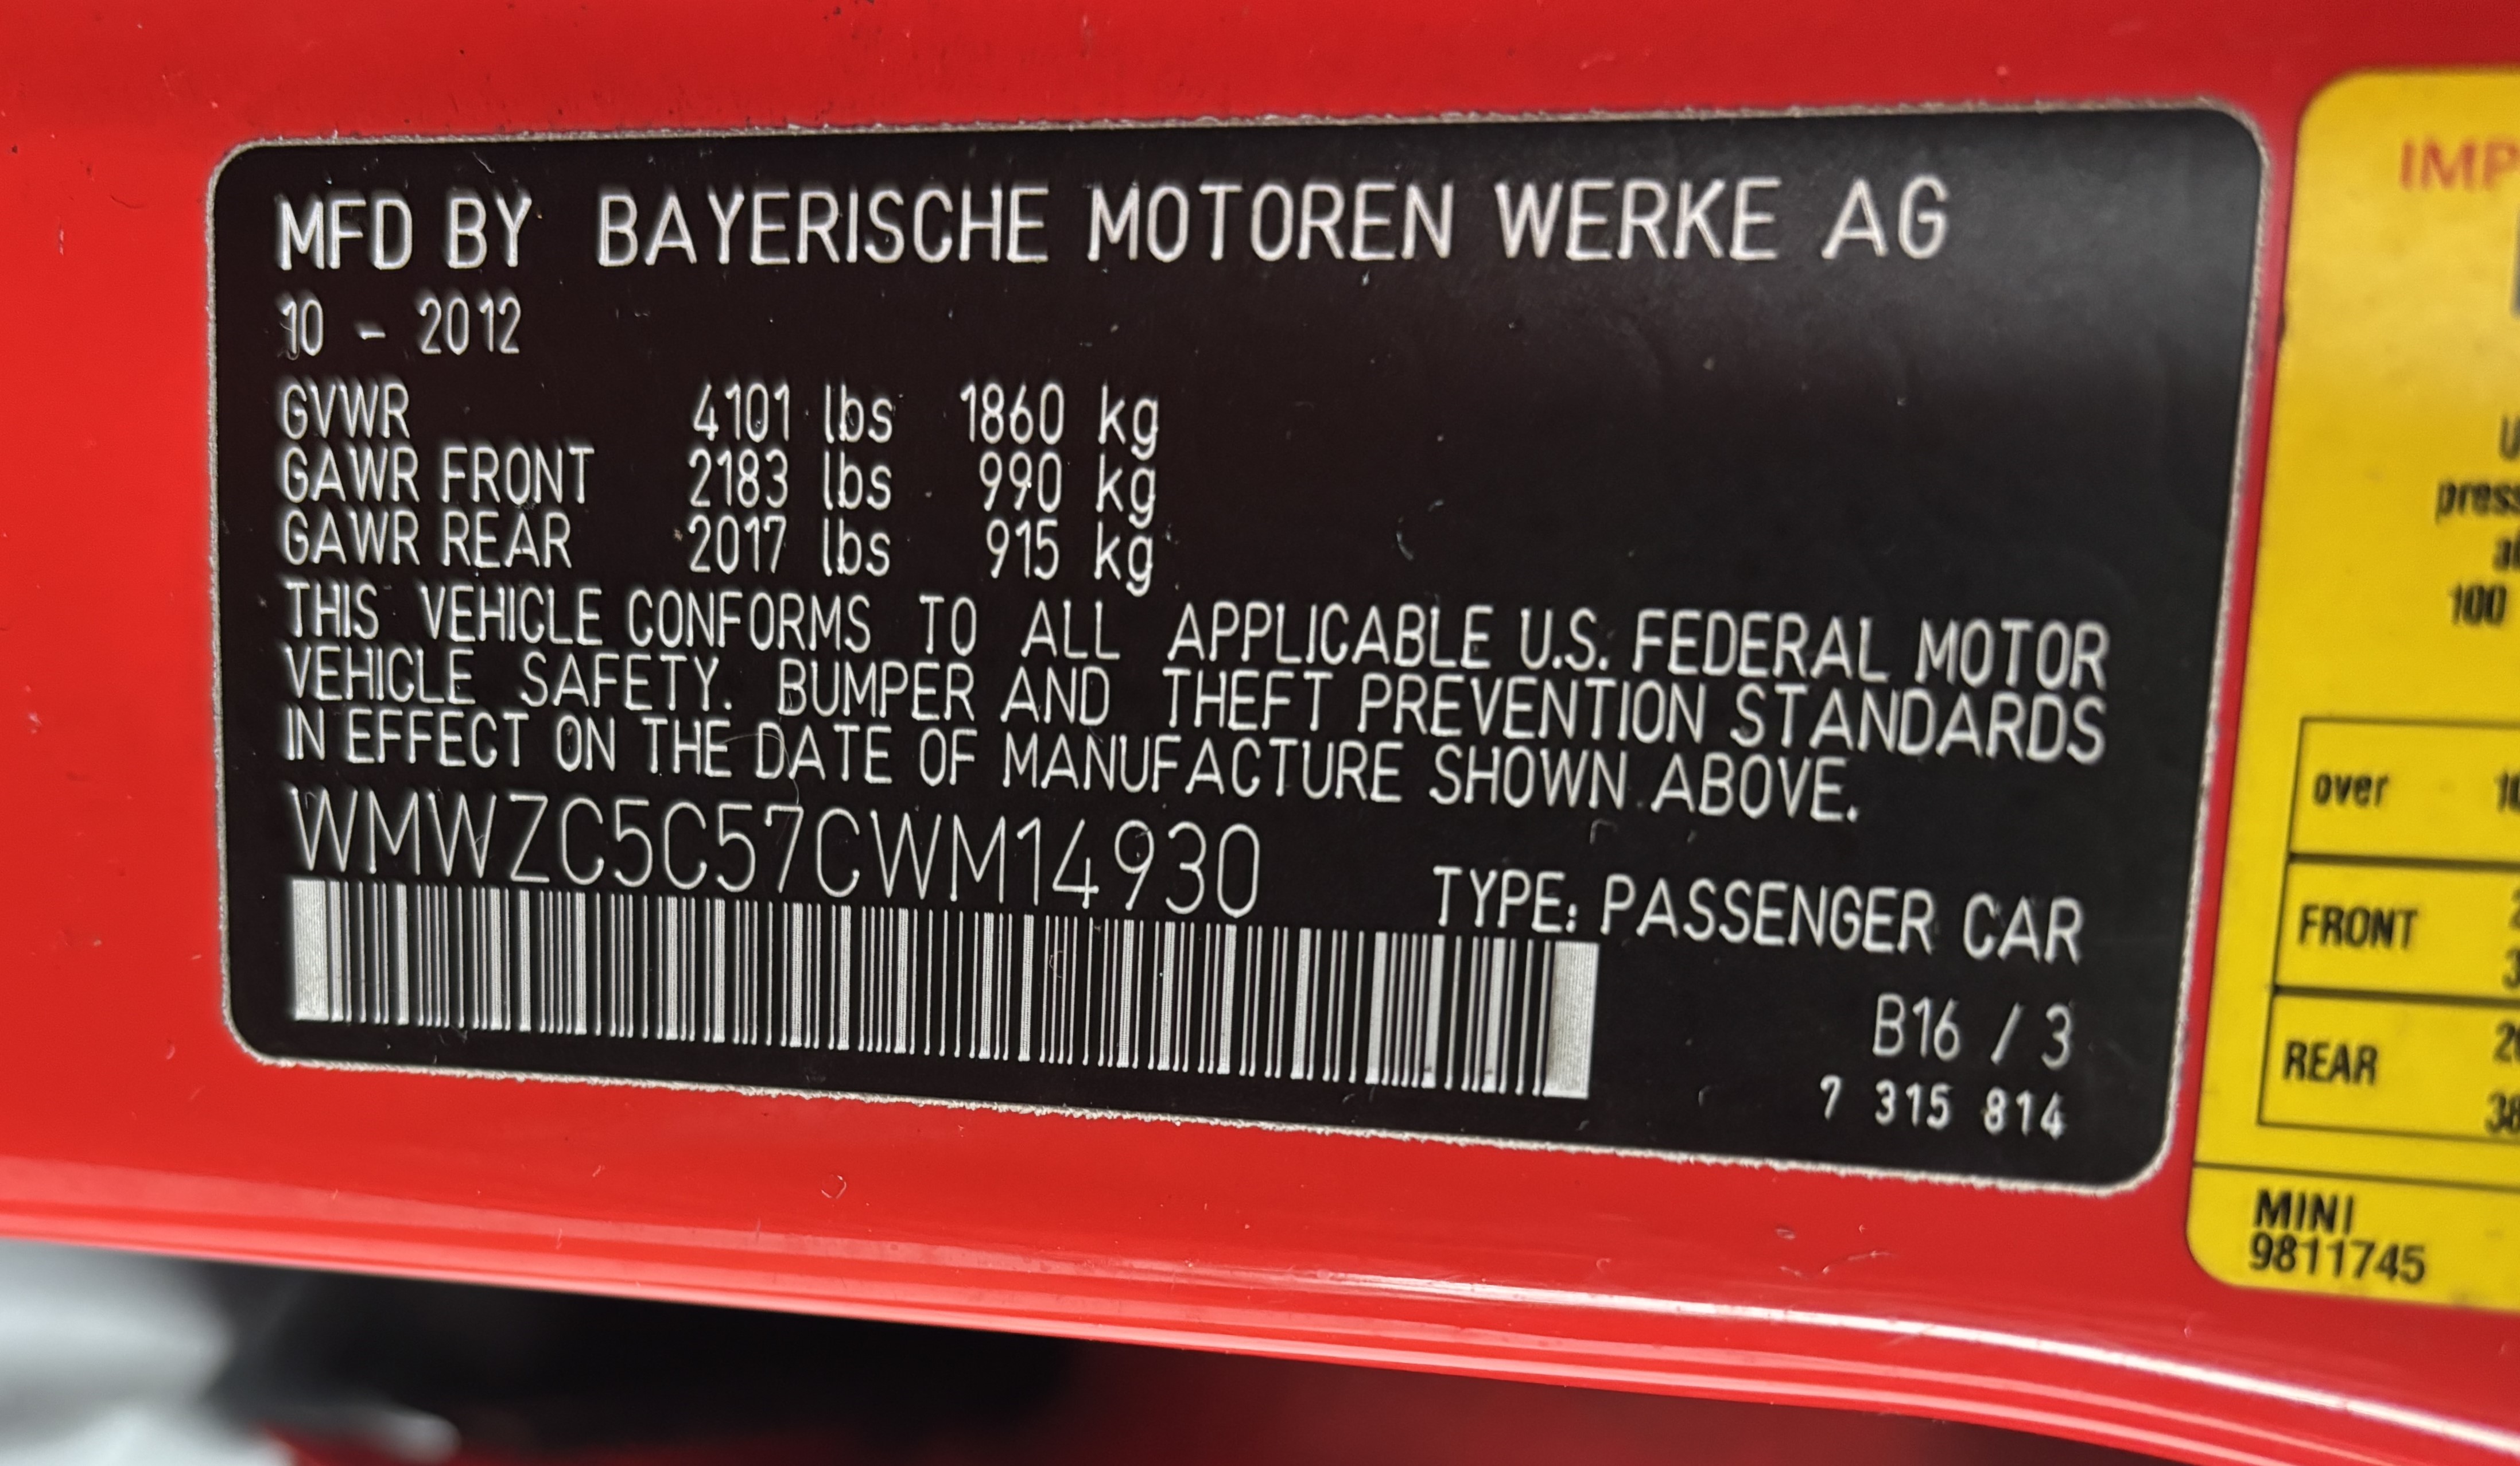 MFD BY BAYERISCHE MOTOREN WERKE AG
10 - 2012
GVWR 4101 lbs 1860 kg
GAWR FRONT 2183 lbs 990 kg
GAWR REAR 2017 lbs 915 kg
THIS VEHICLE CONFORMS TO ALL APPLICABLE U.S. FEDERAL MOTOR
VEHICLE SAFETY. BUMPER AND THEFT PREVENTION STANDARDS
IN EFFECT ON THE DATE OF MANUFACTURE SHOWN ABOVE.
WMWZC5C57CWM14930
TYPE: PASSENGER CAR
B16 / 3
7 315 814
100
over
FRONT
REAR
MINI
9811745